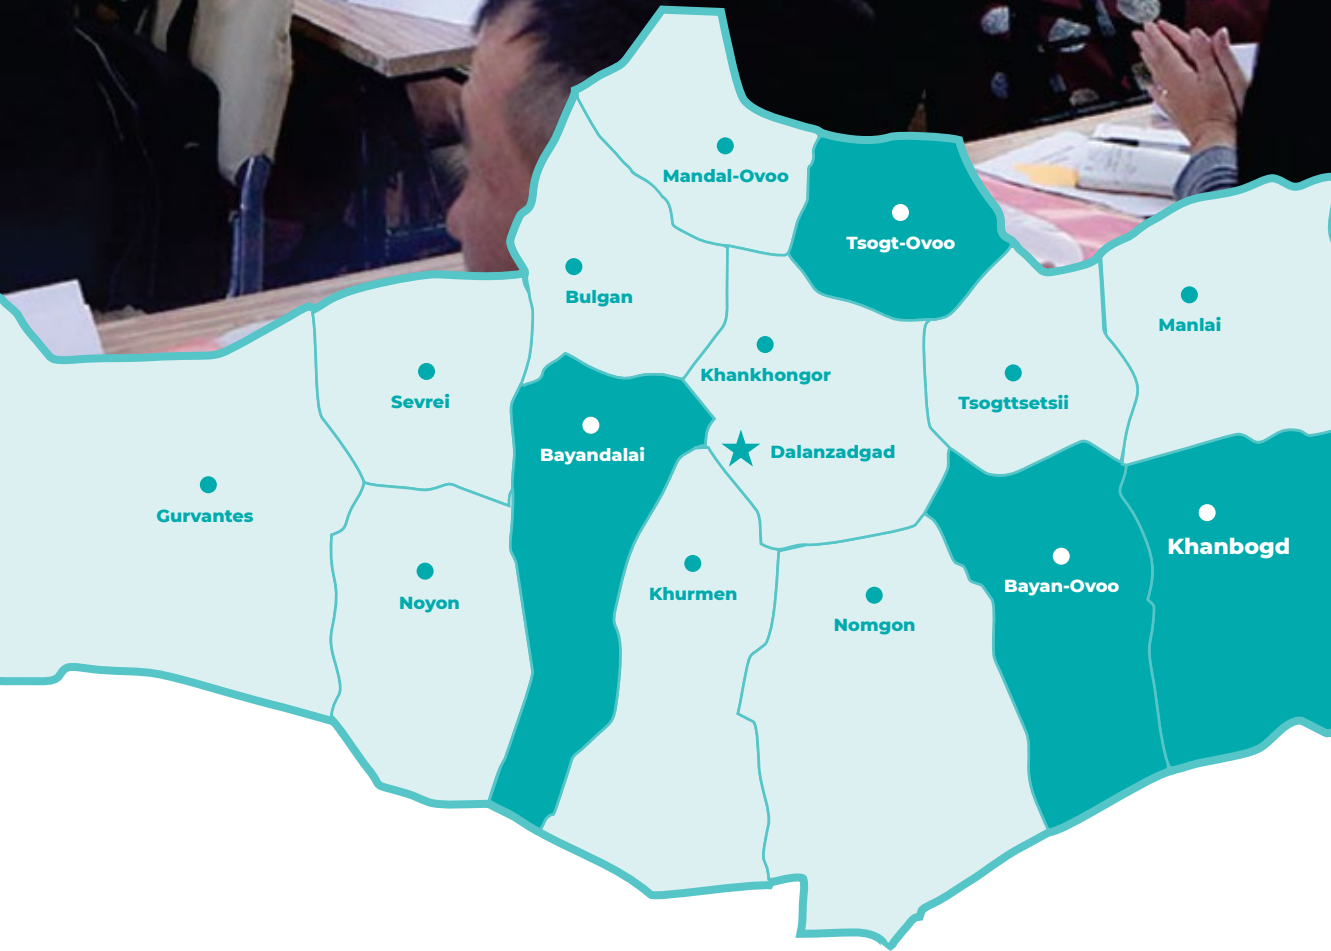 Mandal-Ovoo
Tsogt-Ovoo
Bulgan
Manlai
Khankhongor
Sevrei
Tsogttsetsii
Bayandalai
Dalanzadgad
Gurvantes
Khanbogd
Noyon
Khurmen
Bayan-Ovoo
Nomgon